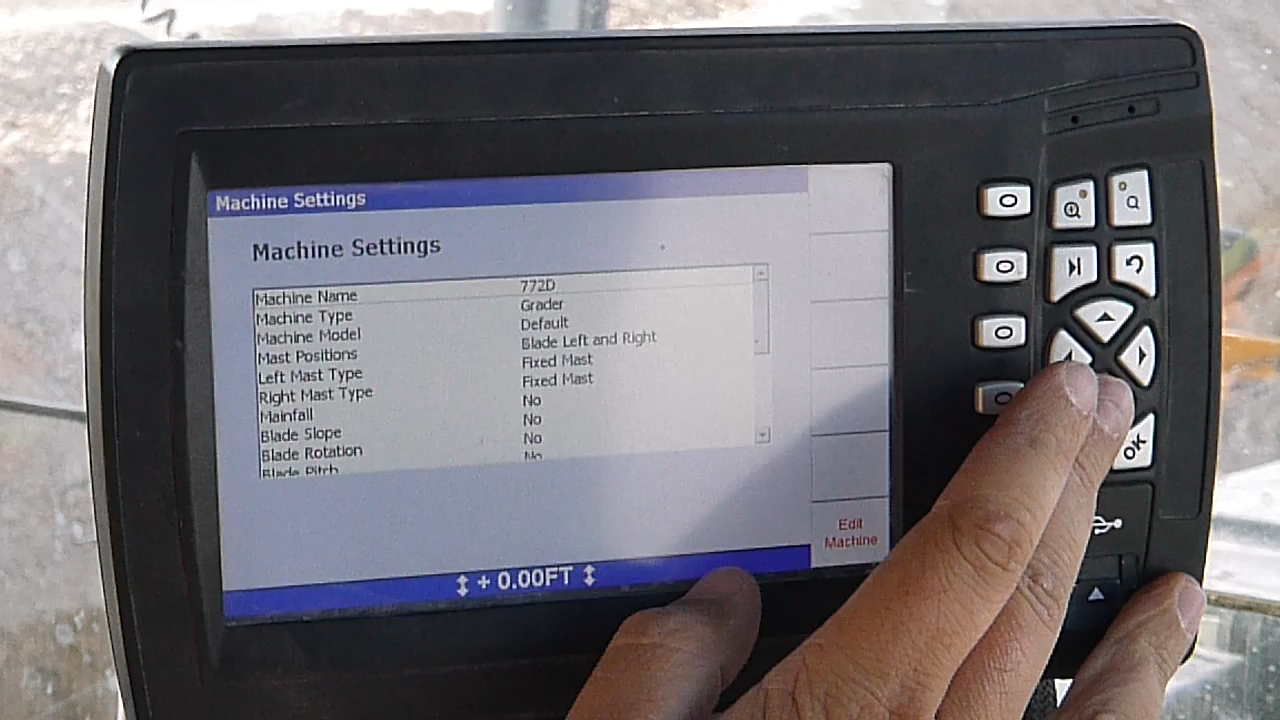 Machine Settings
Machine Settings
Machine Name 772D
Machine Type Grader
Machine Model Default
Mast Positions Blade Left and Right
Left Mast Type Fixed Mast
Right Mast Type Fixed Mast
Mainfall No
Blade Slope No
Blade Rotation No
Blade Pitch No
Edit
Machine
+ 0.00FT
OK